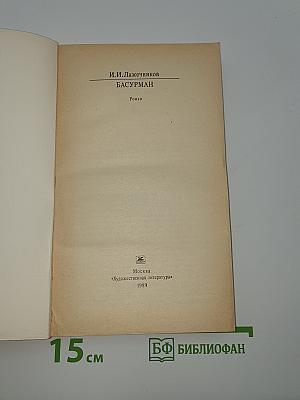 И.И.Лажечников
БАСУРМАН
Роман
Москва
«Художественная литература»
1989
15 см
БФ БИБЛИОФАН